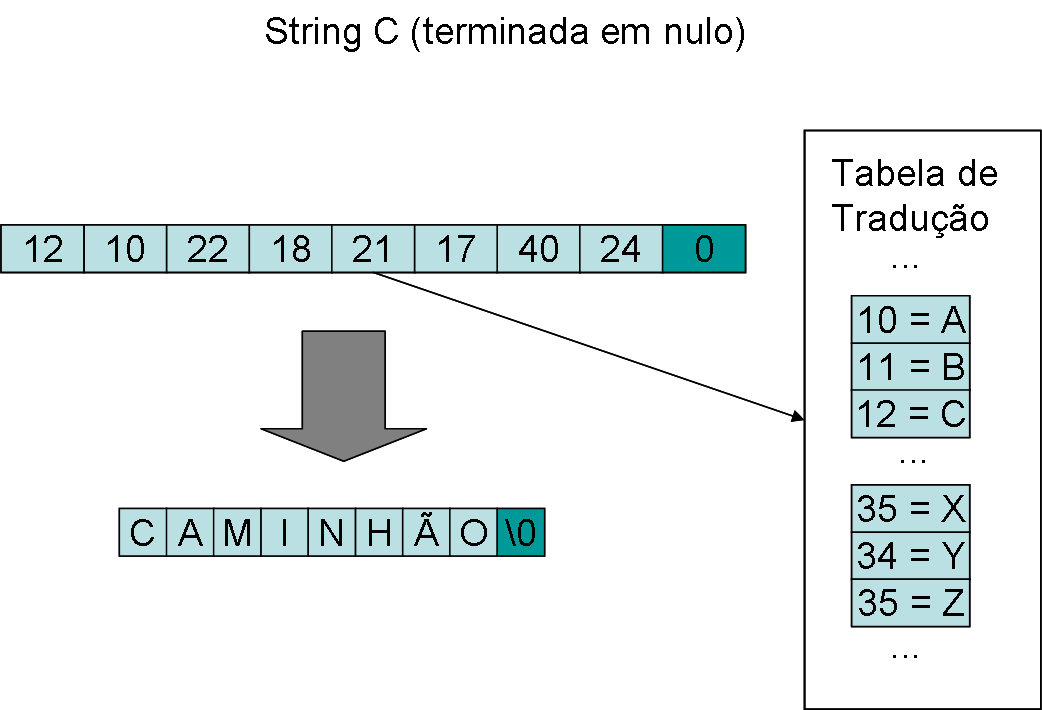 String C (terminada em nulo)
12 10 22 18 21 17 40 24 0
C A M I N H Ã O \0
Tabela de
Tradução
...
10 = A
11 = B
12 = C
...
35 = X
34 = Y
35 = Z
...